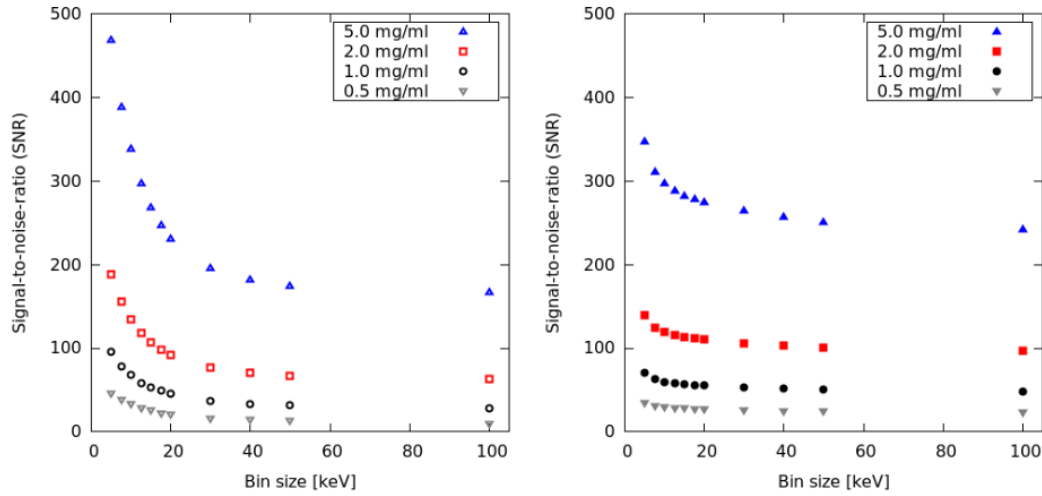 500
400
300
200
100
0
Signal-to-noise-ratio (SNR)
5.0 mg/ml
2.0 mg/ml
1.0 mg/ml
0.5 mg/ml
0 20 40 60 80 100
Bin size [keV]
500
400
300
200
100
0
Signal-to-noise-ratio (SNR)
5.0 mg/ml
2.0 mg/ml
1.0 mg/ml
0.5 mg/ml
0 20 40 60 80 100
Bin size [keV]